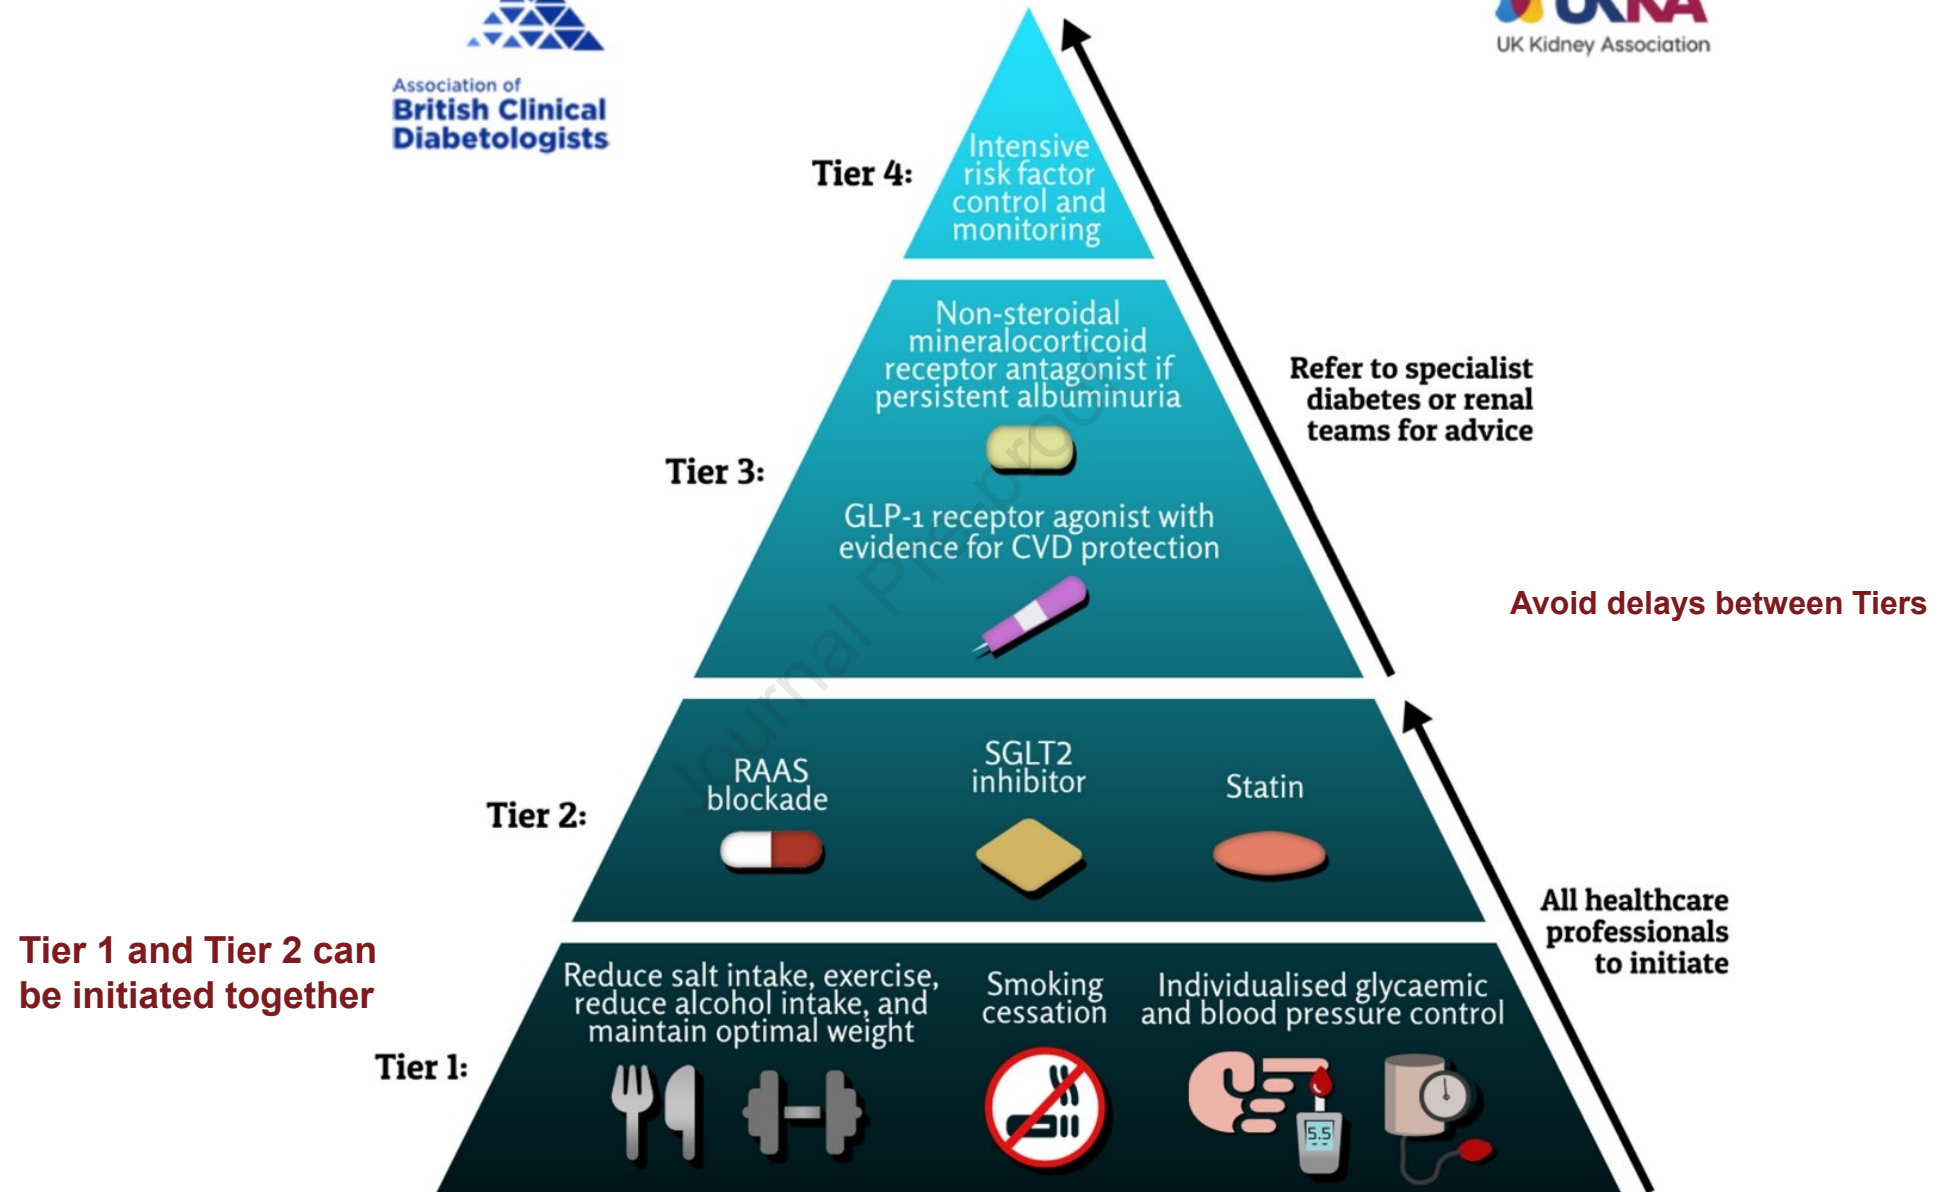 Association of
British Clinical
Diabetologists
UKKA
UK Kidney Association
Tier 4:
Intensive
risk factor
control and
monitoring
Tier 3:
Non-steroidal
mineralocorticoid
receptor antagonist if
persistent albuminuria
GLP-1 receptor agonist with
evidence for CVD protection
Refer to specialist
diabetes or renal
teams for advice
Avoid delays between Tiers
Tier 2:
RAAS
blockade
SGLT2
inhibitor
Statin
All healthcare
professionals
to initiate
Tier 1 and Tier 2 can
be initiated together
Tier 1:
Reduce salt intake, exercise,
reduce alcohol intake, and
maintain optimal weight
Smoking
cessation
Individualised glycaemic
and blood pressure control
5.5
Journal Pre-proof